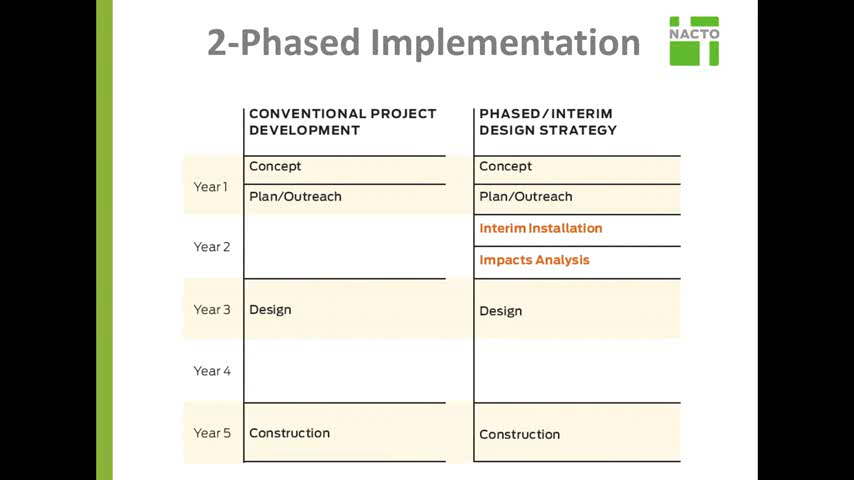 2-Phased Implementation
NACTO
CONVENTIONAL PROJECT DEVELOPMENT
PHASED/INTERIM DESIGN STRATEGY
Year 1
Concept
Concept
Plan/Outreach
Plan/Outreach
Year 2
Interim Installation
Impacts Analysis
Year 3
Design
Design
Year 4
Year 5
Construction
Construction